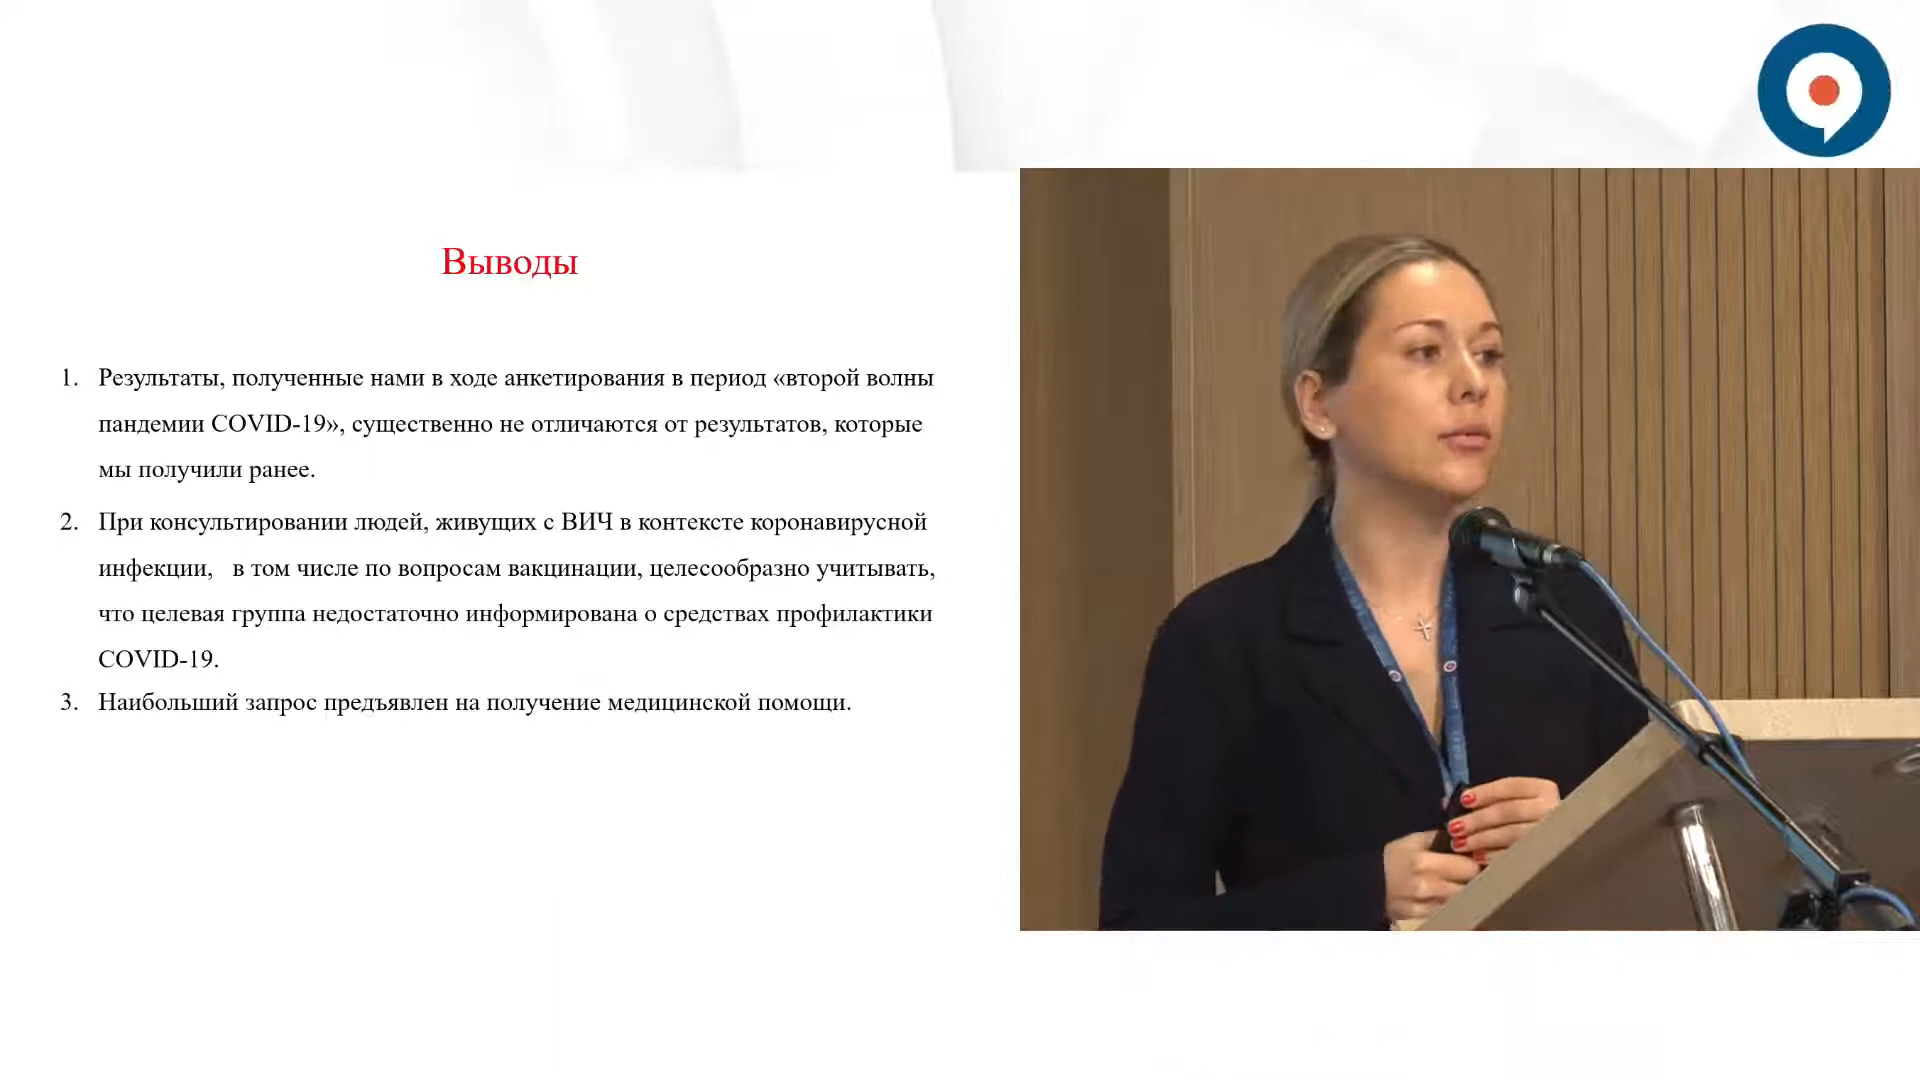 Выводы
1. Результаты, полученные нами в ходе анкетирования в период «второй волны
пандемии COVID-19», существенно не отличаются от результатов, которые
мы получили ранее.
2. При консультировании людей, живущих с ВИЧ в контексте коронавирусной
инфекции, в том числе по вопросам вакцинации, целесообразно учитывать,
что целевая группа недостаточно информирована о средствах профилактики
COVID-19.
3. Наибольший запрос предъявлен на получение медицинской помощи.